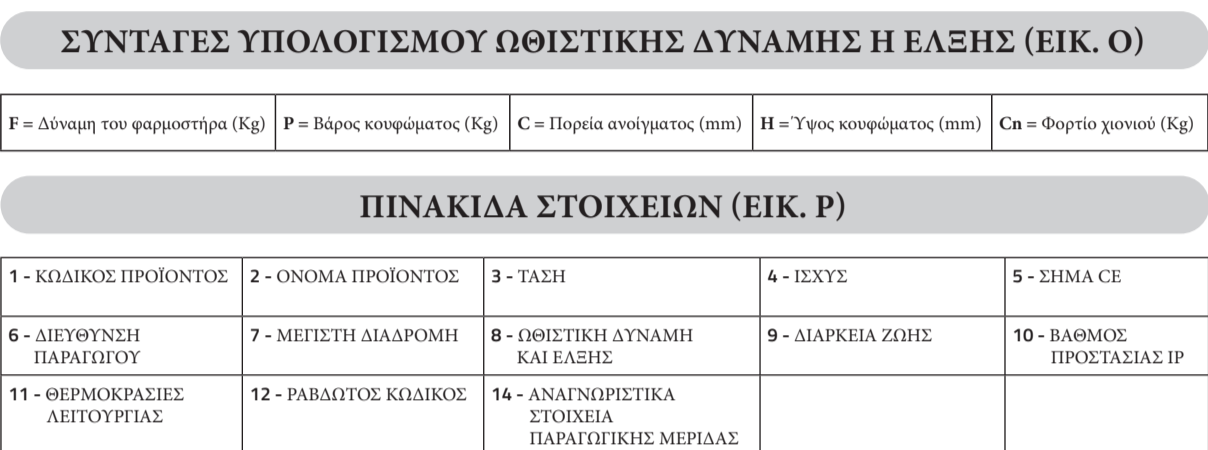 ΣΥΝΤΑΓΕΣ ΥΠΟΛΟΓΙΣΜΟΥ ΩΘΙΣΤΙΚΗΣ ΔΥΝΑΜΗΣ Η ΕΛΞΗΣ (ΕΙΚ. Ο)
F = Δύναμη του φαρμοστήρα (Kg) P = Βάρος κουφώματος (Kg) C = Πορεία ανοίγματος (mm) H =Ύψος κουφώματος (mm) Cn = Φορτίο χιονιού (Kg)
ΠΙΝΑΚΙΔΑ ΣΤΟΙΧΕΙΩΝ (ΕΙΚ. P)
1 - ΚΩΔΙΚΟΣ ΠΡΟΪΟΝΤΟΣ
2 - ΟΝΟΜΑ ΠΡΟΪΟΝΤΟΣ
3 - ΤΑΣΗ
4 - ΙΣΧΥΣ
5 - ΣΗΜΑ CE
6 - ΔΙΕΥΘΥΝΣΗ
ΠΑΡΑΓΩΓΟΥ
7 - ΜΕΓΙΣΤΗ ΔΙΑΔΡΟΜΗ
8 - ΩΘΙΣΤΙΚΗ ΔΥΝΑΜΗ
ΚΑΙ ΕΛΞΗΣ
9 - ΔΙΑΡΚΕΙΑ ΖΩΗΣ
10 - ΒΑΘΜΟΣ
ΠΡΟΣΤΑΣΙΑΣ IP
11 - ΘΕΡΜΟΚΡΑΣΙΕΣ
ΛΕΙΤΟΥΡΓΙΑΣ
12 - ΡΑΒΔΩΤΟΣ ΚΩΔΙΚΟΣ
14 - ΑΝΑΓΝΩΡΙΣΤΙΚΑ
ΣΤΟΙΧΕΙΑ
ΠΑΡΑΓΩΓΙΚΗΣ ΜΕΡΙΔΑΣ